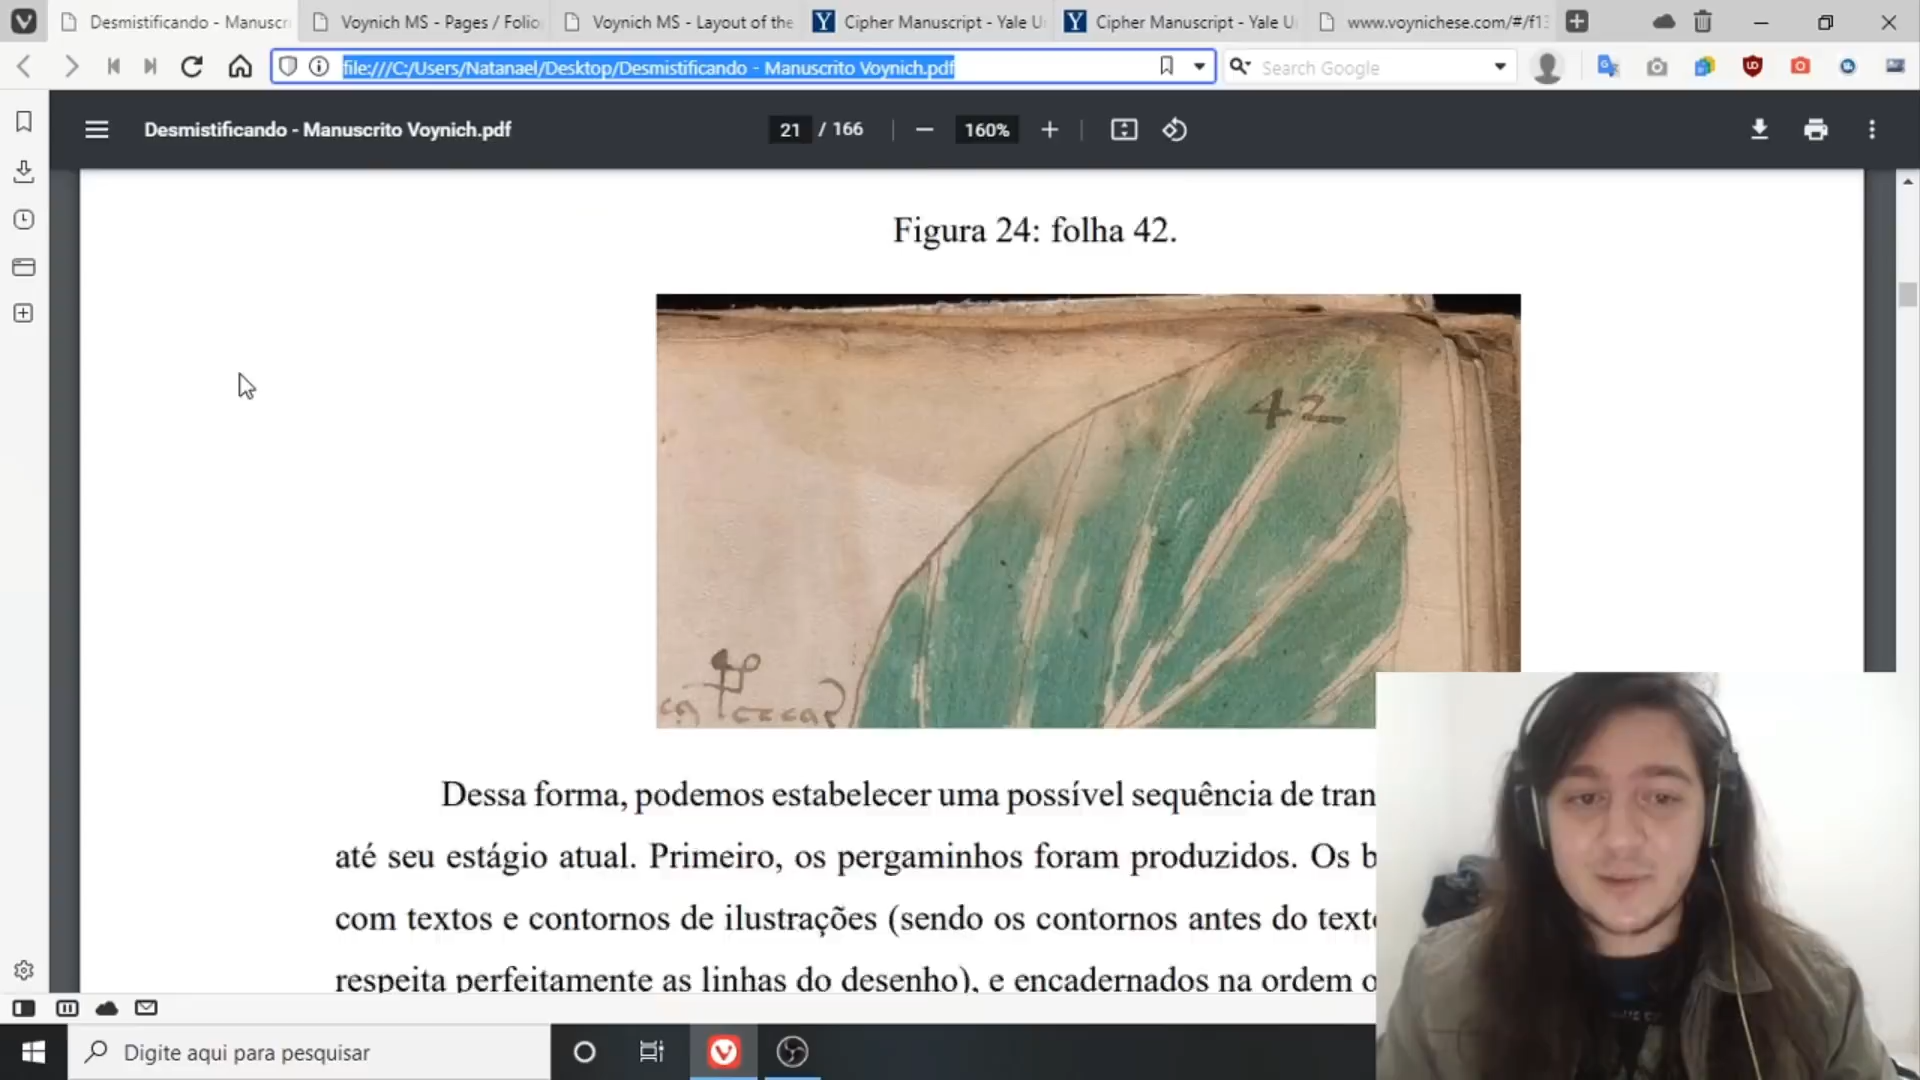 Desmistificando - Manuscri
Voynich MS - Pages / Folio
Voynich MS - Layout of the
Cipher Manuscript - Yale U
Cipher Manuscript - Yale U
www.voynichese.com/#/f13
file:///C:/Users/Natanael/Desktop/Desmistificando - Manuscrito Voynich.pdf
Search Google
Desmistificando - Manuscrito Voynich.pdf
21 / 166
160%
Figura 24: folha 42.
42
Dessa forma, podemos estabelecer uma possível sequência de tran
até seu estágio atual. Primeiro, os pergaminhos foram produzidos. Os b
com textos e contornos de ilustrações (sendo os contornos antes do texto
respeita perfeitamente as linhas do desenho), e encadernados na ordem o
Digite aqui para pesquisar